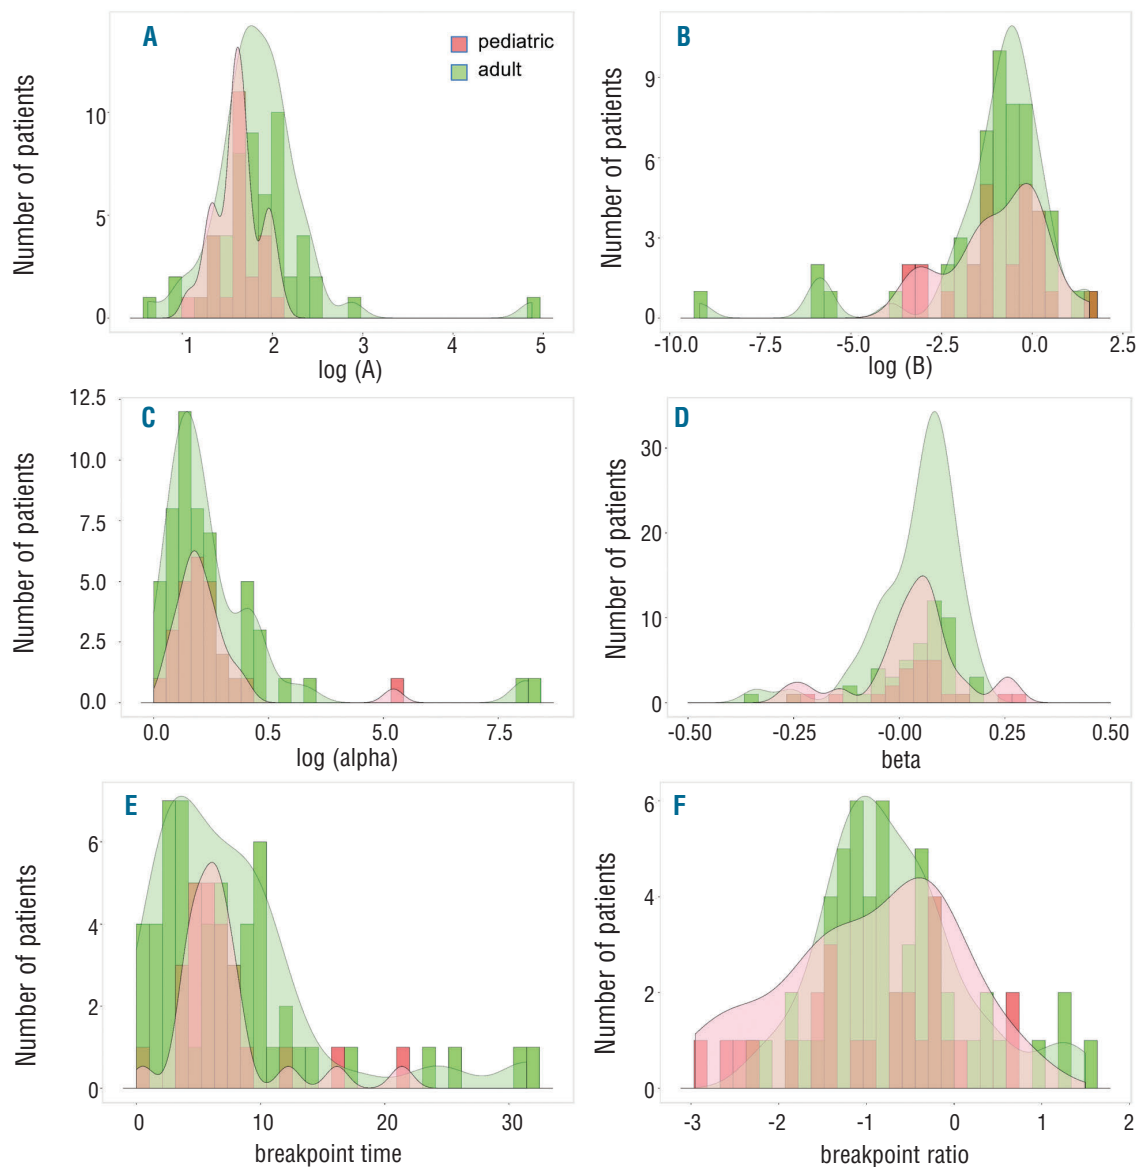 A
pediatric
adult
Number of patients
10
5
0
1
2
3
4
5
log (A)
B
Number of patients
9
6
3
0
-10.0
-7.5
-5.0
-2.5
0.0
2.5
log (B)
C
Number of patients
12.5
10.0
7.5
5.0
2.5
0.0
0.0
0.5
5.0
7.5
log (alpha)
D
Number of patients
30
20
10
0
-0.50
-0.25
-0.00
0.25
0.50
beta
E
Number of patients
6
4
2
0
0
10
20
30
breakpoint time
F
Number of patients
6
4
2
0
-3
-2
-1
0
1
2
breakpoint ratio